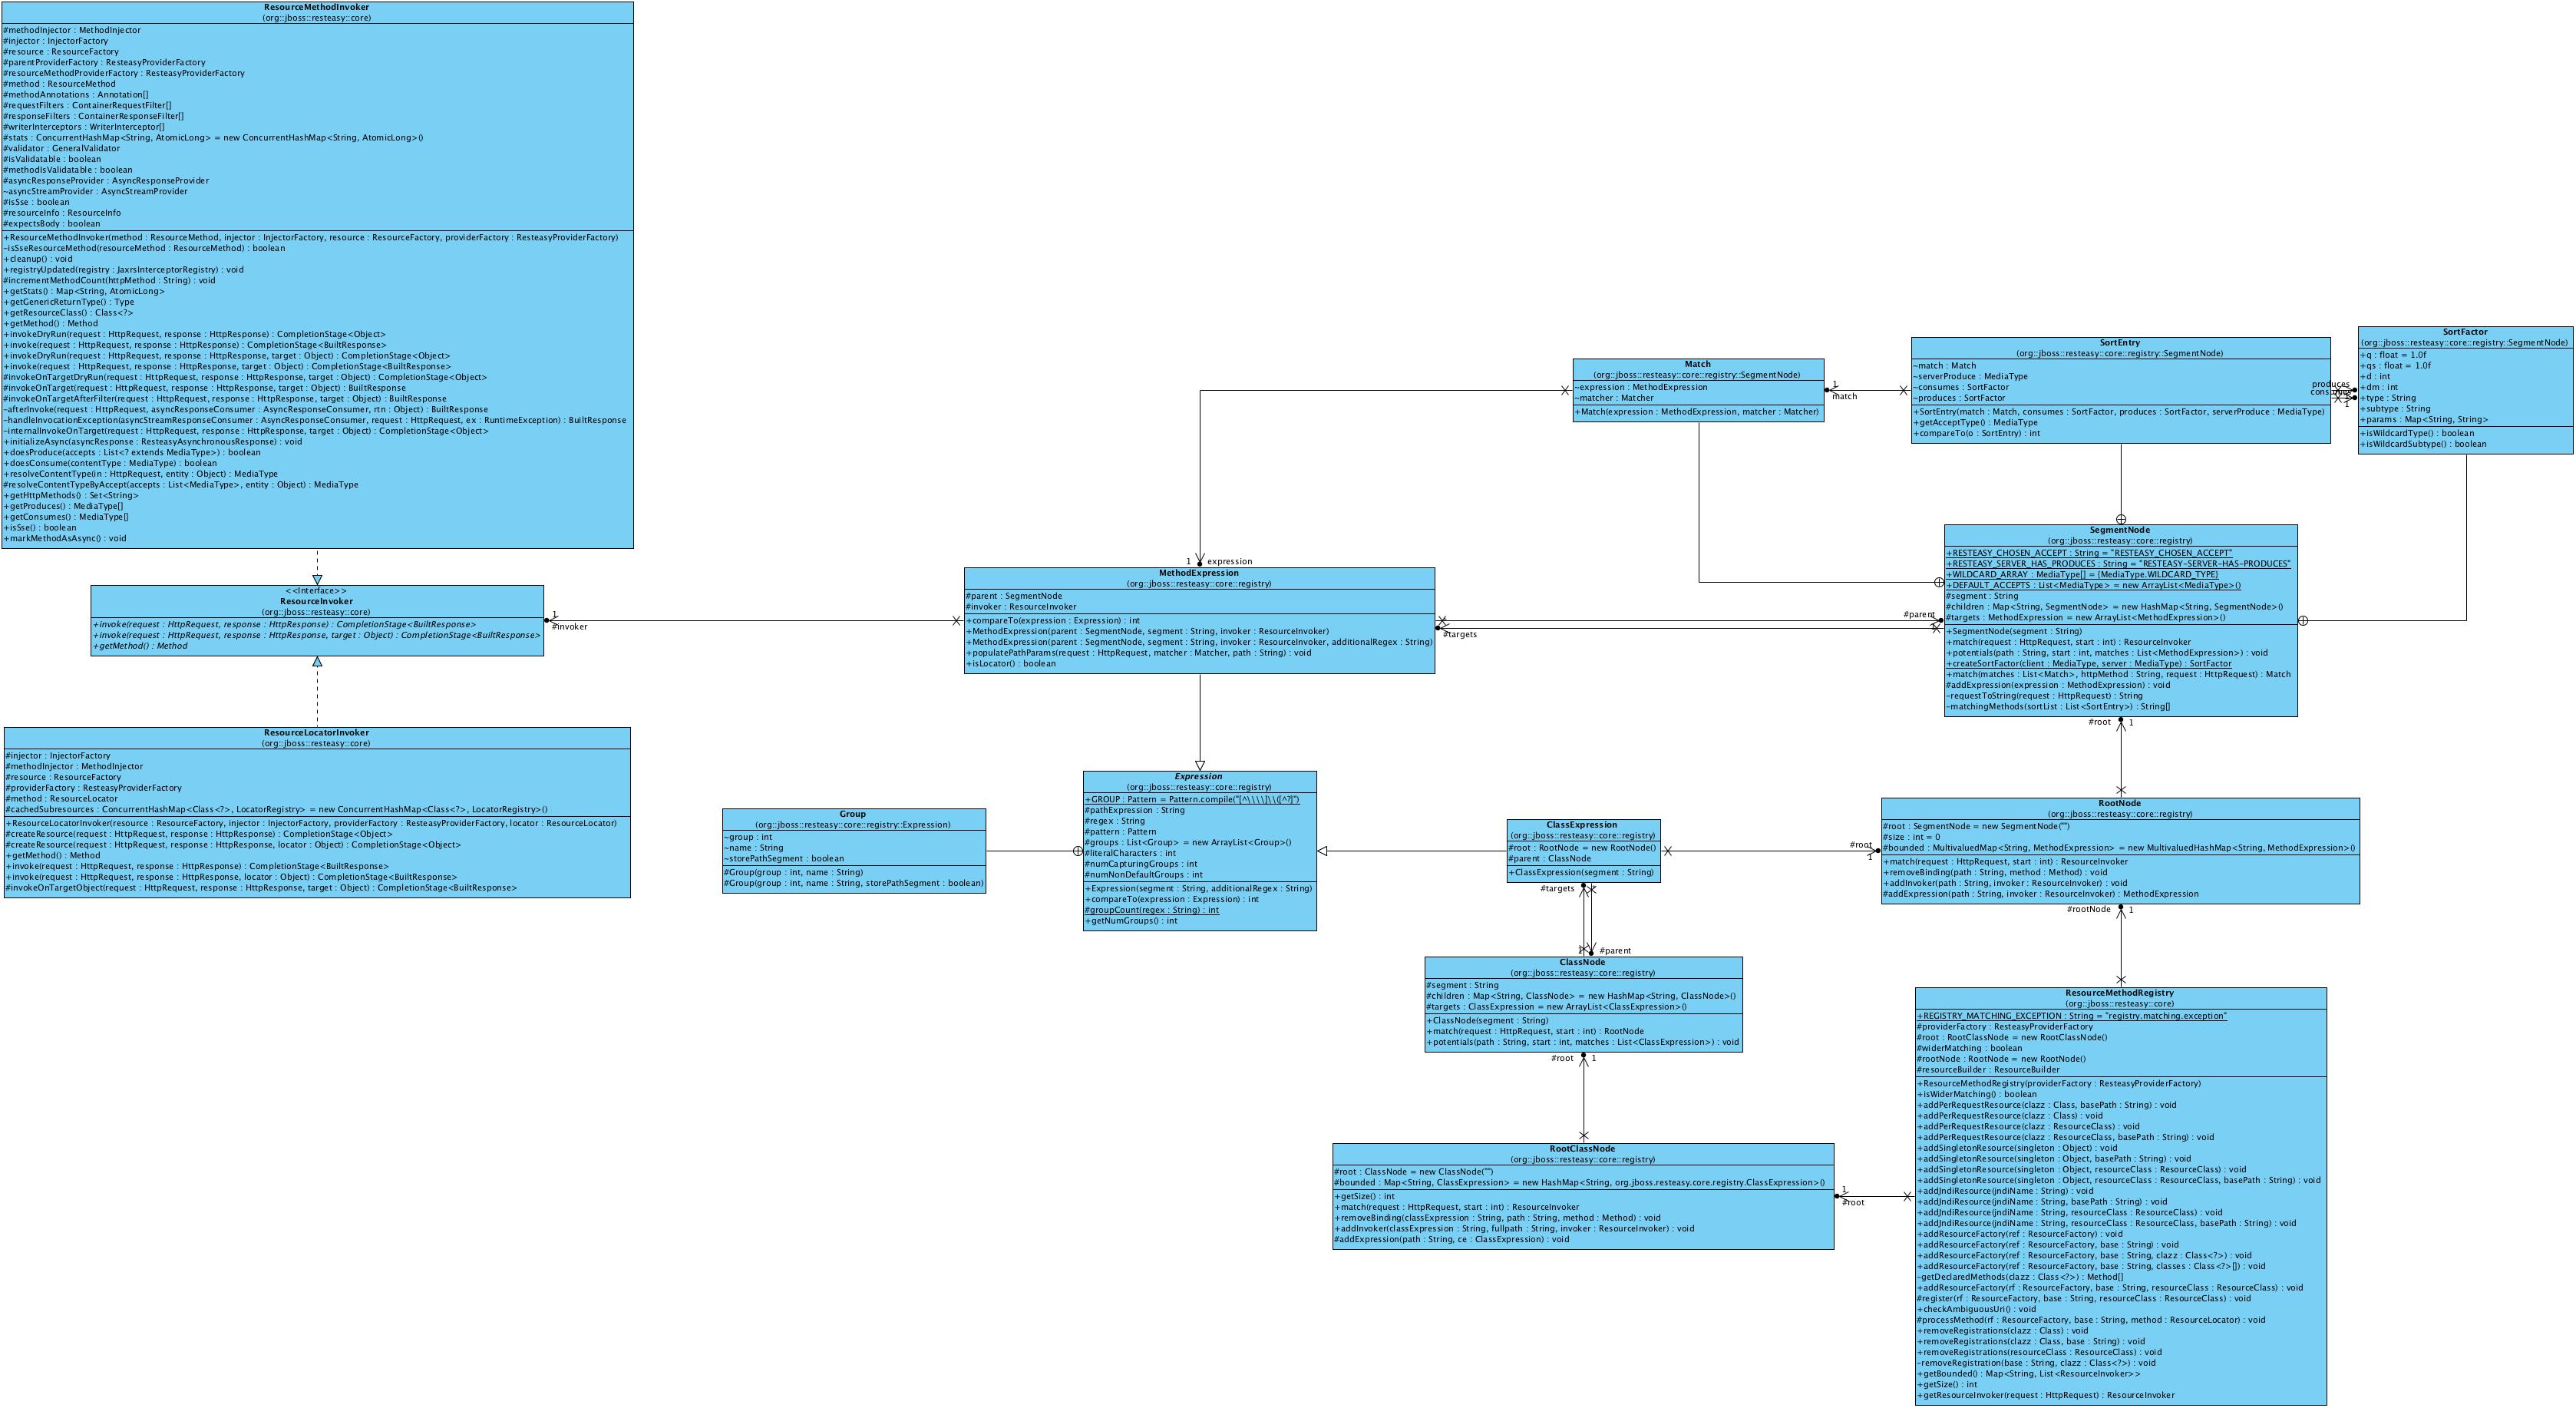 ResourceMethodInvoker
(org::jboss::resteasy::core)
#methodInjector : MethodInjector
#injector : InjectorFactory
#resource : ResourceFactory
#parentProviderFactory : ResteasyProviderFactory
#resourceMethodProviderFactory : ResteasyProviderFactory
#method : ResourceMethod
#methodAnnotations : Annotation[]
#requestFilters : ContainerRequestFilter[]
#responseFilters : ContainerResponseFilter[]
#writerInterceptors : WriterInterceptor[]
#stats : ConcurrentHashMap<String, AtomicLong> = new ConcurrentHashMap<String, AtomicLong>()
#validator : GeneralValidator
#isValidatable : boolean
#methodIsValidatable : boolean
#asyncResponseProvider : AsyncResponseProvider
~asyncStreamProvider : AsyncStreamProvider
#isSse : boolean
#resourceInfo : ResourceInfo
#expectsBody : boolean
+ResourceMethodInvoker(method : ResourceMethod, injector : InjectorFactory, resource : ResourceFactory, providerFactory : ResteasyProviderFactory)
-isSseResourceMethod(resourceMethod : ResourceMethod) : boolean
+cleanup() : void
+registryUpdated(registry : JaxrsInterceptorRegistry) : void
#incrementMethodCount(httpMethod : String) : void
+getStats() : Map<String, AtomicLong>
+getGenericReturnType() : Type
+getResourceClass() : Class<?>
+getMethod() : Method
+invokeDryRun(request : HttpRequest, response : HttpResponse) : CompletionStage<Object>
+invoke(request : HttpRequest, response : HttpResponse) : CompletionStage<BuiltResponse>
+invokeDryRun(request : HttpRequest, response : HttpResponse, target : Object) : CompletionStage<Object>
+invoke(request : HttpRequest, response : HttpResponse, target : Object) : CompletionStage<BuiltResponse>
#invokeOnTargetDryRun(request : HttpRequest, response : HttpResponse, target : Object) : CompletionStage<Object>
#invokeOnTarget(request : HttpRequest, response : HttpResponse, target : Object) : BuiltResponse
#invokeOnTargetAfterFilter(request : HttpRequest, response : HttpResponse, target : Object) : BuiltResponse
-afterInvoke(request : HttpRequest, asyncResponseConsumer : AsyncResponseConsumer, rtn : Object) : BuiltResponse
-handleInvocationException(asyncStreamResponseConsumer : AsyncResponseConsumer, request : HttpRequest, ex : RuntimeException) : BuiltResponse
-internalInvokeOnTarget(request : HttpRequest, response : HttpResponse, target : Object) : CompletionStage<Object>
+initializeAsync(asyncResponse : ResteasyAsynchronousResponse) : void
+doesProduce(accepts : List<? extends MediaType>) : boolean
+doesConsume(contentType : MediaType) : boolean
+resolveContentType(in : HttpRequest, entity : Object) : MediaType
#resolveContentTypeByAccept(accepts : List<MediaType>, entity : Object) : MediaType
+getHttpMethods() : Set<String>
+getProduces() : MediaType[]
+getConsumes() : MediaType[]
+isSse() : boolean
+markMethodAsAsync() : void
<<Interface>>
ResourceInvoker
(org::jboss::resteasy::core)
+invoke(request : HttpRequest, response : HttpResponse) : CompletionStage<BuiltResponse>
+invoke(request : HttpRequest, response : HttpResponse, target : Object) : CompletionStage<BuiltResponse>
+getMethod() : Method
1
#invoker
ResourceLocatorInvoker
(org::jboss::resteasy::core)
#injector : InjectorFactory
#methodInjector : MethodInjector
#resource : ResourceFactory
#providerFactory : ResteasyProviderFactory
#method : ResourceLocator
#cachedSubresources : ConcurrentHashMap<Class<?>, LocatorRegistry> = new ConcurrentHashMap<Class<?>, LocatorRegistry>()
+ResourceLocatorInvoker(resource : ResourceFactory, injector : InjectorFactory, providerFactory : ResteasyProviderFactory, locator : ResourceLocator)
#createResource(request : HttpRequest, response : HttpResponse) : CompletionStage<Object>
#createResource(request : HttpRequest, response : HttpResponse, locator : Object) : CompletionStage<Object>
+getMethod() : Method
+invoke(request : HttpRequest, response : HttpResponse) : CompletionStage<BuiltResponse>
+invoke(request : HttpRequest, response : HttpResponse, locator : Object) : CompletionStage<BuiltResponse>
#invokeOnTargetObject(request : HttpRequest, response : HttpResponse, target : Object) : CompletionStage<BuiltResponse>
Match
(org::jboss::resteasy::core::registry::SegmentNode)
~expression : MethodExpression
~matcher : Matcher
+Match(expression : MethodExpression, matcher : Matcher)
1
match
SortEntry
(org::jboss::resteasy::core::registry::SegmentNode)
~match : Match
~serverProduce : MediaType
~consumes : SortFactor
~produces : SortFactor
+SortEntry(match : Match, consumes : SortFactor, produces : SortFactor, serverProduce : MediaType)
+getAcceptType() : MediaType
+compareTo(o : SortEntry) : int
produces
1
SortFactor
(org::jboss::resteasy::core::registry::SegmentNode)
+q : float = 1.0f
+qs : float = 1.0f
+d : int
+dm : int
+type : String
+subtype : String
+params : Map<String, String>
+isWildcardType() : boolean
+isWildcardSubtype() : boolean
1 expression
MethodExpression
(org::jboss::resteasy::core::registry)
#parent : SegmentNode
#invoker : ResourceInvoker
+compareTo(expression : Expression) : int
+MethodExpression(parent : SegmentNode, segment : String, invoker : ResourceInvoker)
+MethodExpression(parent : SegmentNode, segment : String, invoker : ResourceInvoker, additionalRegex : String)
+populatePathParams(request : HttpRequest, matcher : Matcher, path : String) : void
+isLocator() : boolean
#targets
#parent
SegmentNode
(org::jboss::resteasy::core::registry)
+RESTEASY_CHOSEN_ACCEPT : String = "RESTEASY_CHOSEN_ACCEPT"
+RESTEASY_SERVER_HAS_PRODUCES : String = "RESTEASY-SERVER-HAS-PRODUCES"
+WILDCARD_ARRAY : MediaType[] = {MediaType.WILDCARD_TYPE}
+DEFAULT_ACCEPTS : List<MediaType> = new ArrayList<MediaType>()
#segment : String
#children : Map<String, SegmentNode> = new HashMap<String, SegmentNode>()
#targets : MethodExpression = new ArrayList<MethodExpression>()
+SegmentNode(segment : String)
+match(request : HttpRequest, start : int) : ResourceInvoker
+potentials(path : String, start : int, matches : List<MethodExpression>) : void
+createSortFactor(client : MediaType, server : MediaType) : SortFactor
+match(matches : List<Match>, httpMethod : String, request : HttpRequest) : Match
#addExpression(expression : MethodExpression) : void
-requestToString(request : HttpRequest) : String
-matchingMethods(sortList : List<SortEntry>) : String[]
#root 1
Group
(org::jboss::resteasy::core::registry::Expression)
~group : int
~name : String
~storePathSegment : boolean
#Group(group : int, name : String)
#Group(group : int, name : String, storePathSegment : boolean)
Expression
(org::jboss::resteasy::core::registry)
+GROUP : Pattern = Pattern.compile("[^\\\\]\\([^?]")
#pathExpression : String
#regex : String
#pattern : Pattern
#groups : List<Group> = new ArrayList<Group>()
#literalCharacters : int
#numCapturingGroups : int
#numNonDefaultGroups : int
+Expression(segment : String, additionalRegex : String)
+compareTo(expression : Expression) : int
#groupCount(regex : String) : int
+getNumGroups() : int
ClassExpression
(org::jboss::resteasy::core::registry)
#root : RootNode = new RootNode()
#parent : ClassNode
+ClassExpression(segment : String)
#targets
#root
1
RootNode
(org::jboss::resteasy::core::registry)
#root : SegmentNode = new SegmentNode("")
#size : int = 0
#bounded : MultivaluedMap<String, MethodExpression> = new MultivaluedHashMap<String, MethodExpression>()
+match(request : HttpRequest, start : int) : ResourceInvoker
+removeBinding(path : String, method : Method) : void
+addInvoker(path : String, invoker : ResourceInvoker) : void
#addExpression(path : String, invoker : ResourceInvoker) : MethodExpression
#rootNode 1
#parent
ClassNode
(org::jboss::resteasy::core::registry)
#segment : String
#children : Map<String, ClassNode> = new HashMap<String, ClassNode>()
#targets : ClassExpression = new ArrayList<ClassExpression>()
+ClassNode(segment : String)
+match(request : HttpRequest, start : int) : RootNode
+potentials(path : String, start : int, matches : List<ClassExpression>) : void
#root 1
RootClassNode
(org::jboss::resteasy::core::registry)
#root : ClassNode = new ClassNode("")
#bounded : Map<String, ClassExpression> = new HashMap<String, org.jboss.resteasy.core.registry.ClassExpression>()
+getSize() : int
+match(request : HttpRequest, start : int) : ResourceInvoker
+removeBinding(classExpression : String, path : String, method : Method) : void
+addInvoker(classExpression : String, fullpath : String, invoker : ResourceInvoker) : void
#addExpression(path : String, ce : ClassExpression) : void
1
#root
ResourceMethodRegistry
(org::jboss::resteasy::core)
+REGISTRY_MATCHING_EXCEPTION : String = "registry.matching.exception"
#providerFactory : ResteasyProviderFactory
#root : RootClassNode = new RootClassNode()
#widerMatching : boolean
#rootNode : RootNode = new RootNode()
#resourceBuilder : ResourceBuilder
+ResourceMethodRegistry(providerFactory : ResteasyProviderFactory)
+isWiderMatching() : boolean
+addPerRequestResource(clazz : Class, basePath : String) : void
+addPerRequestResource(clazz : Class) : void
+addPerRequestResource(clazz : ResourceClass) : void
+addPerRequestResource(clazz : ResourceClass, basePath : String) : void
+addSingletonResource(singleton : Object) : void
+addSingletonResource(singleton : Object, basePath : String) : void
+addSingletonResource(singleton : Object, resourceClass : ResourceClass) : void
+addSingletonResource(singleton : Object, resourceClass : ResourceClass, basePath : String) : void
+addJndiResource(jndiName : String) : void
+addJndiResource(jndiName : String, basePath : String) : void
+addJndiResource(jndiName : String, resourceClass : ResourceClass) : void
+addJndiResource(jndiName : String, resourceClass : ResourceClass, basePath : String) : void
+addResourceFactory(ref : ResourceFactory) : void
+addResourceFactory(ref : ResourceFactory, base : String) : void
+addResourceFactory(ref : ResourceFactory, base : String, clazz : Class<?>) : void
+addResourceFactory(ref : ResourceFactory, base : String, classes : Class<?>[]) : void
-getDeclaredMethods(clazz : Class<?>) : Method[]
+addResourceFactory(rf : ResourceFactory, base : String, resourceClass : ResourceClass) : void
#register(rf : ResourceFactory, base : String, resourceClass : ResourceClass) : void
+checkAmbiguousUri() : void
#processMethod(rf : ResourceFactory, base : String, method : ResourceLocator) : void
+removeRegistrations(clazz : Class) : void
+removeRegistrations(clazz : Class, base : String) : void
+removeRegistrations(resourceClass : ResourceClass) : void
-removeRegistration(base : String, clazz : Class<?>) : void
+getBounded() : Map<String, List<ResourceInvoker>>
+getSize() : int
+getResourceInvoker(request : HttpRequest) : ResourceInvoker